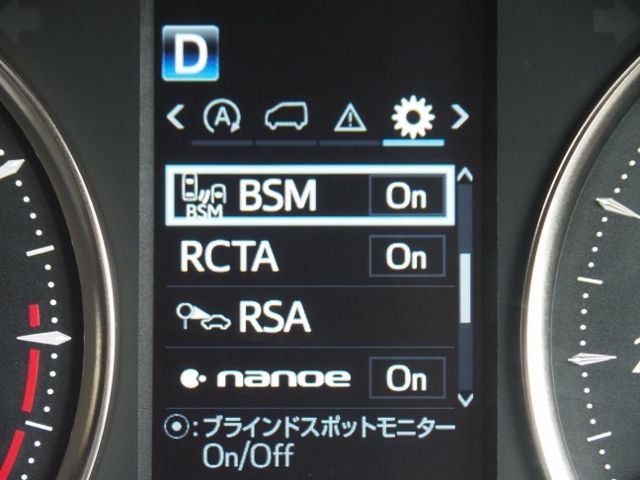 D
A
BSM BSM On
RCTA On
RSA
nanoe On
⦿:ブラインドスポットモニター
On/Off